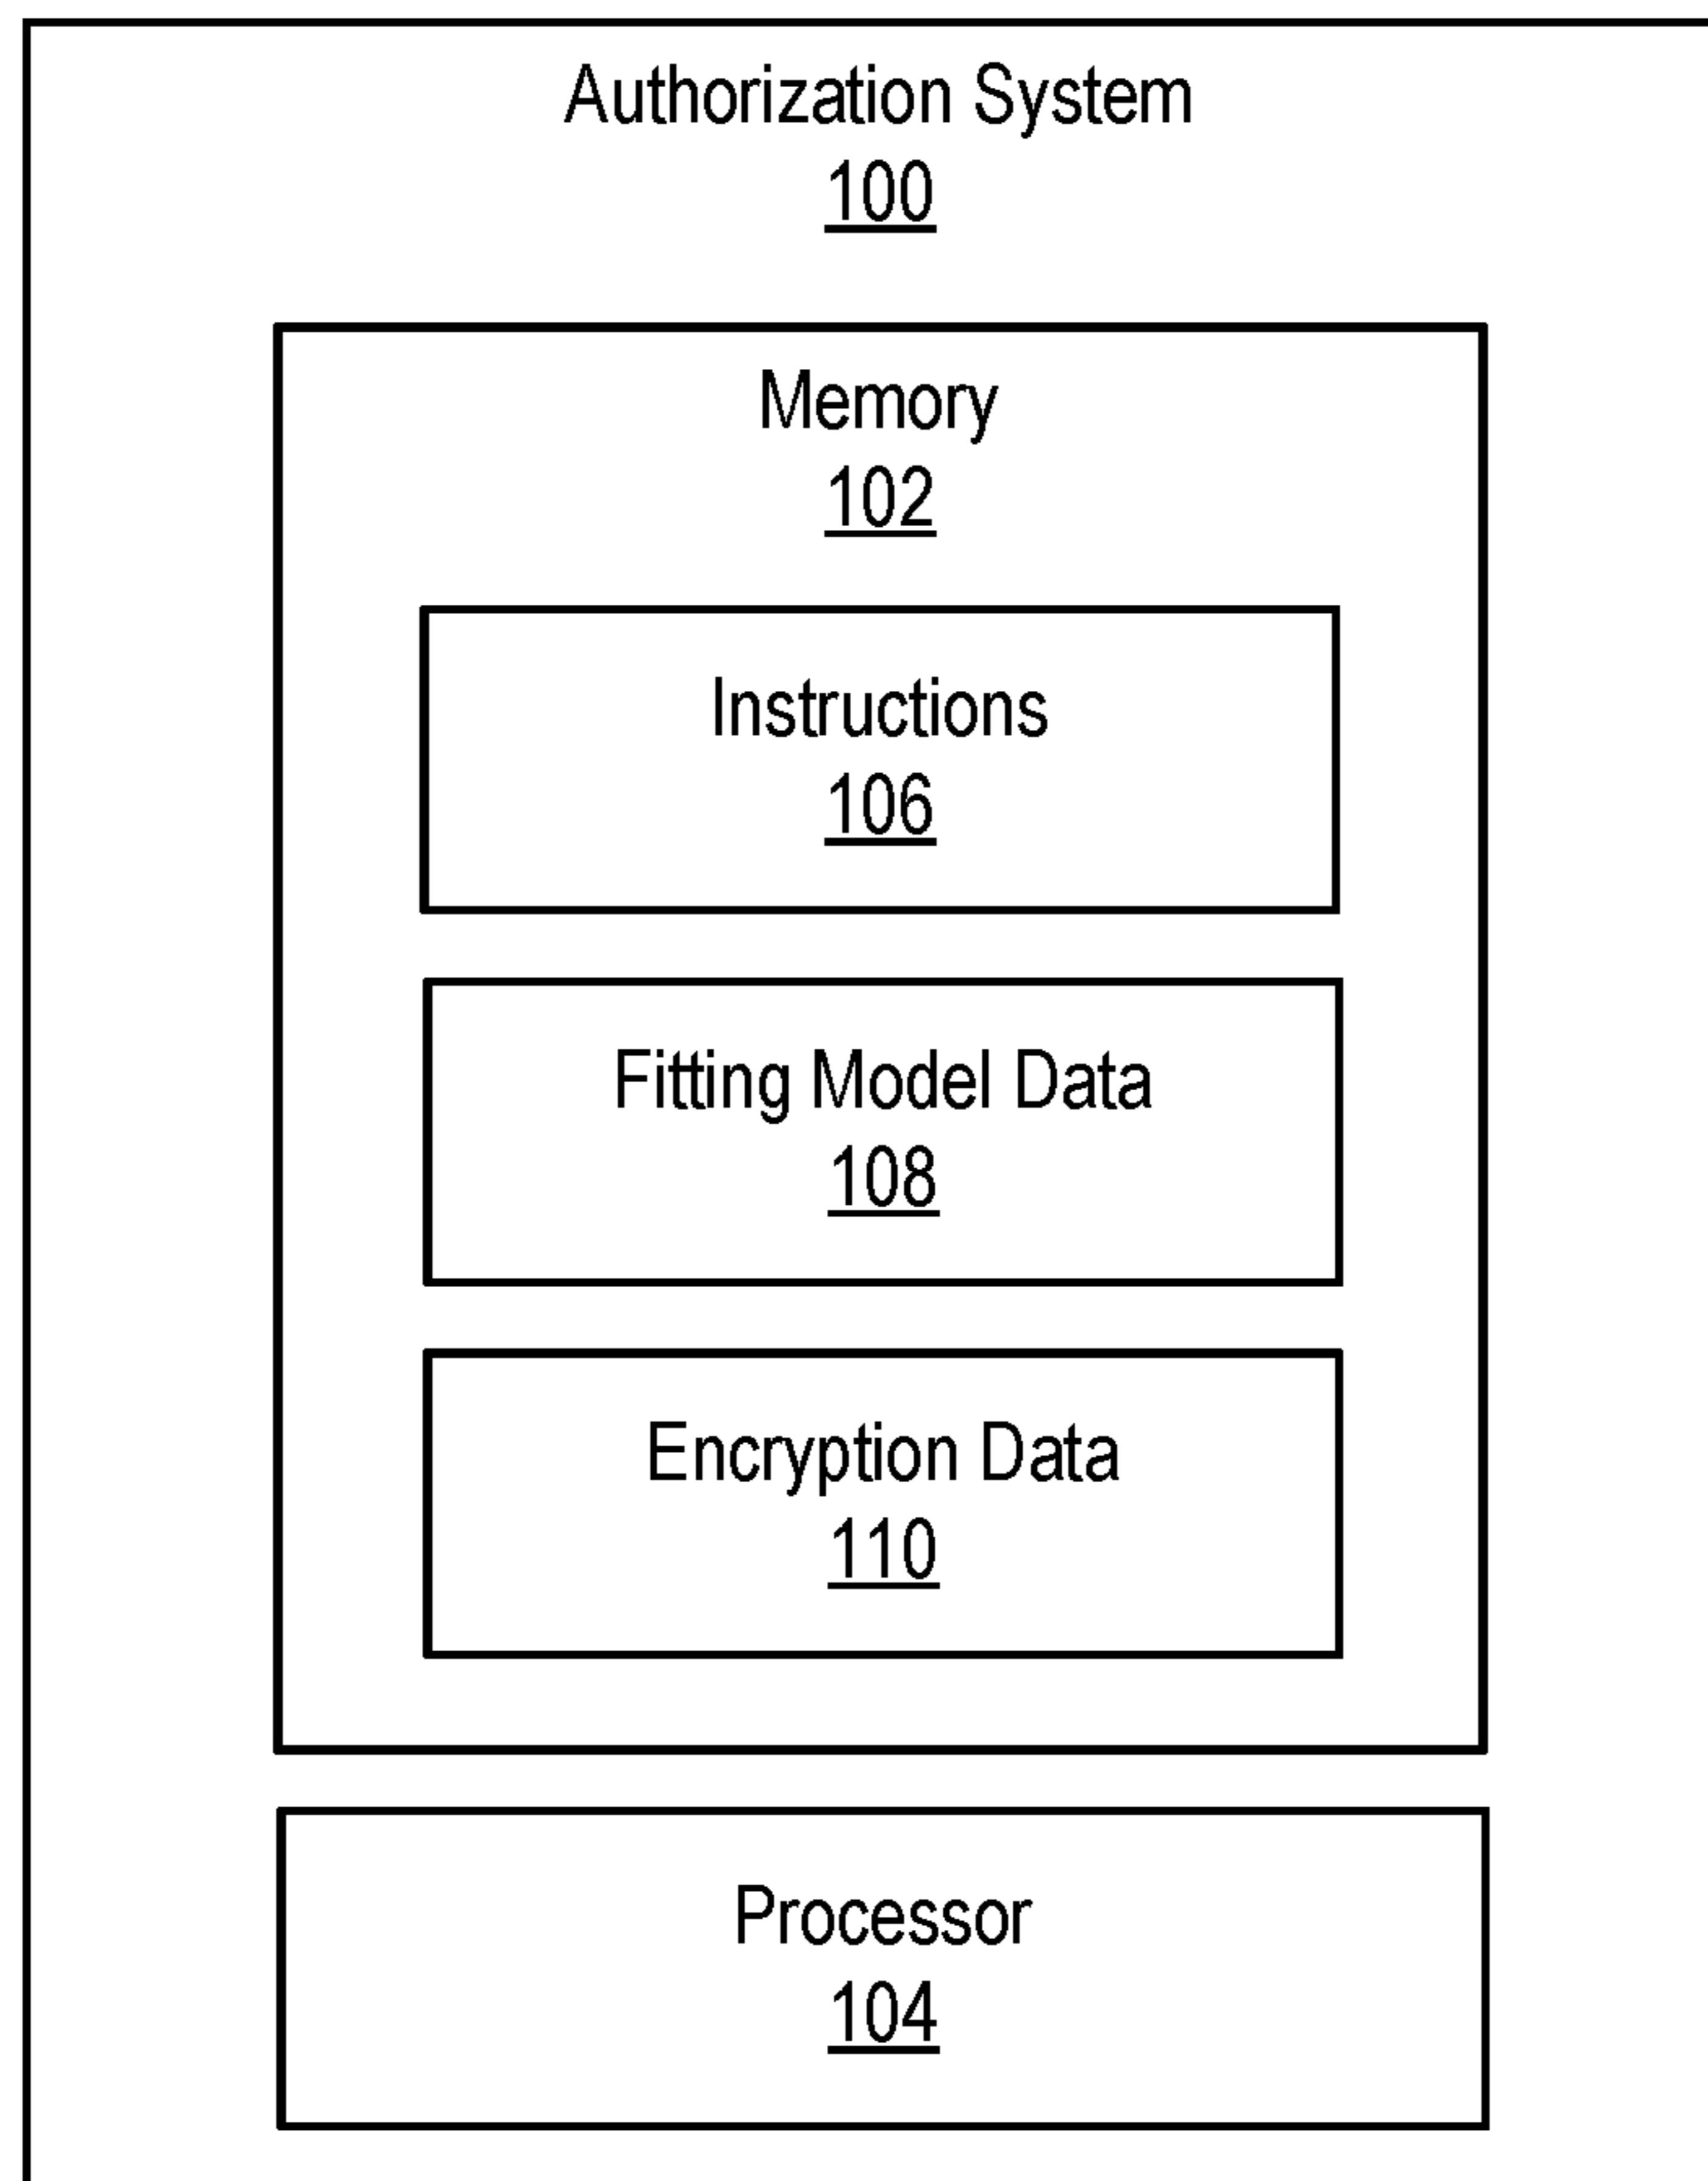 Authorization System
100
Memory
102
Instructions
106
Fitting Model Data
108
Encryption Data
110
Processor
104